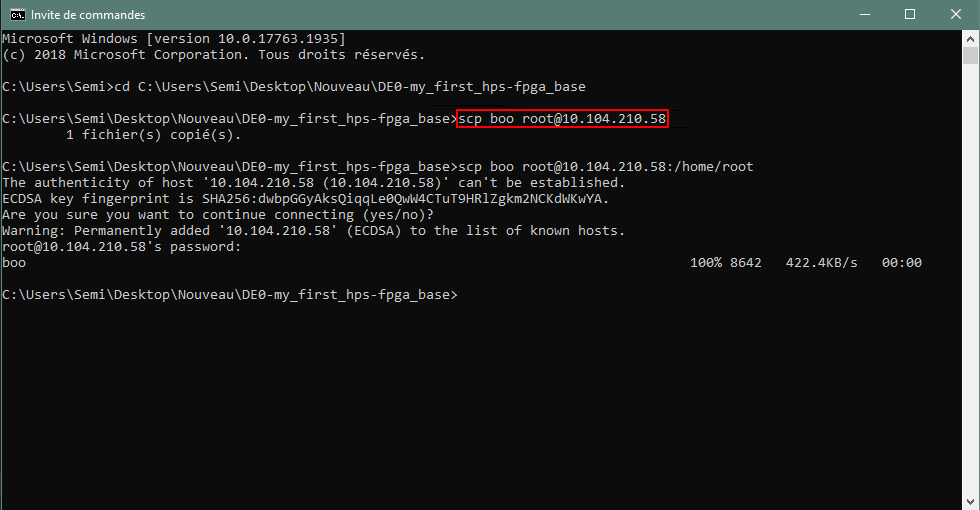 Invite de commandes
Microsoft Windows [version 10.0.17763.1935]
(c) 2018 Microsoft Corporation. Tous droits réservés.
C:\Users\Semi>cd C:\Users\Semi\Desktop\Nouveau\DE0-my_first_hps-fpga_base
C:\Users\Semi\Desktop\Nouveau\DE0-my_first_hps-fpga_base>scp boo root@10.104.210.58
1 fichier(s) copié(s).
C:\Users\Semi\Desktop\Nouveau\DE0-my_first_hps-fpga_base>scp boo root@10.104.210.58:/home/root
The authenticity of host '10.104.210.58 (10.104.210.58)' can't be established.
ECDSA key fingerprint is SHA256:dwbpGGyAksQiqqLe0QwW4CTuT9HRlZgkm2NCKdWKwYA.
Are you sure you want to continue connecting (yes/no)?
Warning: Permanently added '10.104.210.58' (ECDSA) to the list of known hosts.
root@10.104.210.58's password:
boo 100% 8642 422.4KB/s 00:00
C:\Users\Semi\Desktop\Nouveau\DE0-my_first_hps-fpga_base>